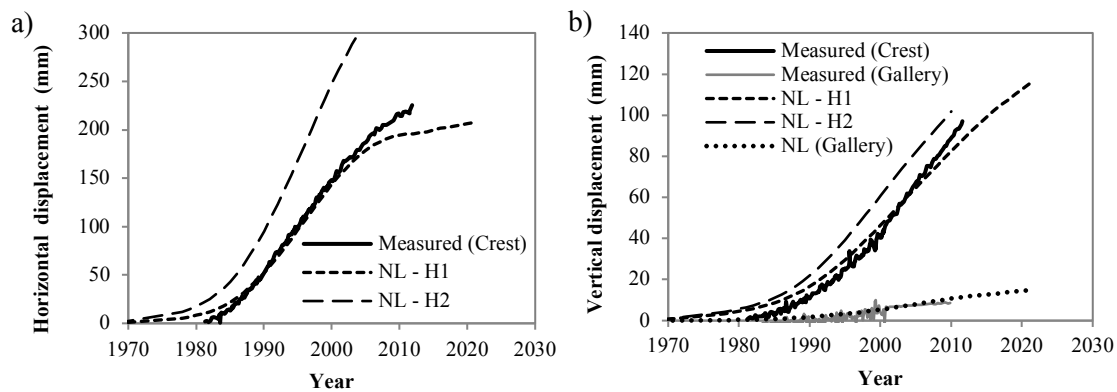 a)
Horizontal displacement (mm)
300
250
200
150
100
50
0
1970 1980 1990 2000 2010 2020 2030
Year
Measured (Crest)
NL - H1
NL - H2
b)
Vertical displacement (mm)
140
120
100
80
60
40
20
0
1970 1980 1990 2000 2010 2020 2030
Year
Measured (Crest)
Measured (Gallery)
NL - H1
NL - H2
NL (Gallery)